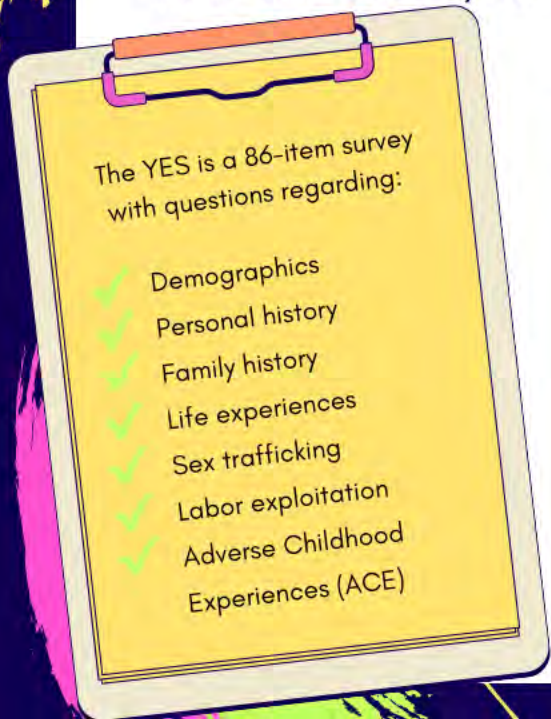 The YES is a 86-item survey
with questions regarding:
Demographics
Personal history
Family history
Life experiences
Sex trafficking
Labor exploitation
Adverse Childhood
Experiences (ACE)